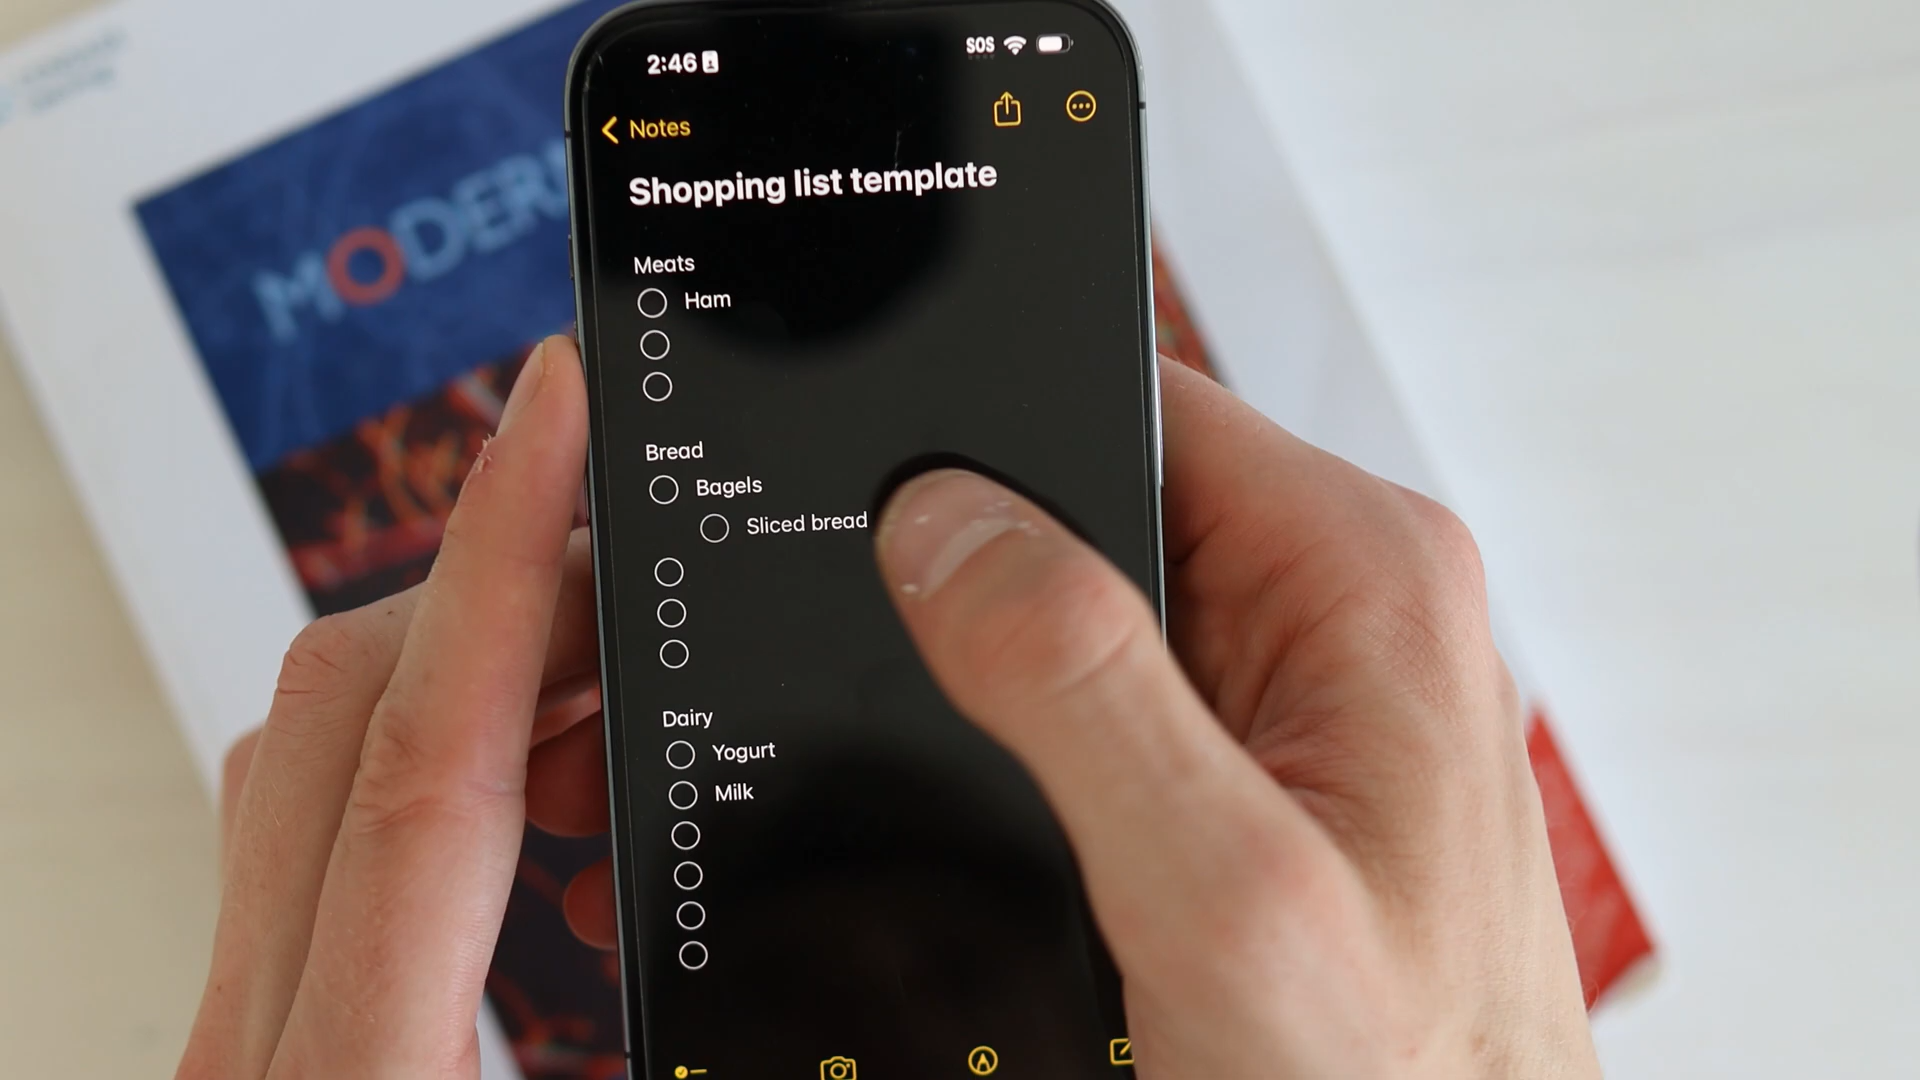 2:46
SOS
Notes
Shopping list template
Meats
Ham
Bread
Bagels
Sliced bread
Dairy
Yogurt
Milk
MODER